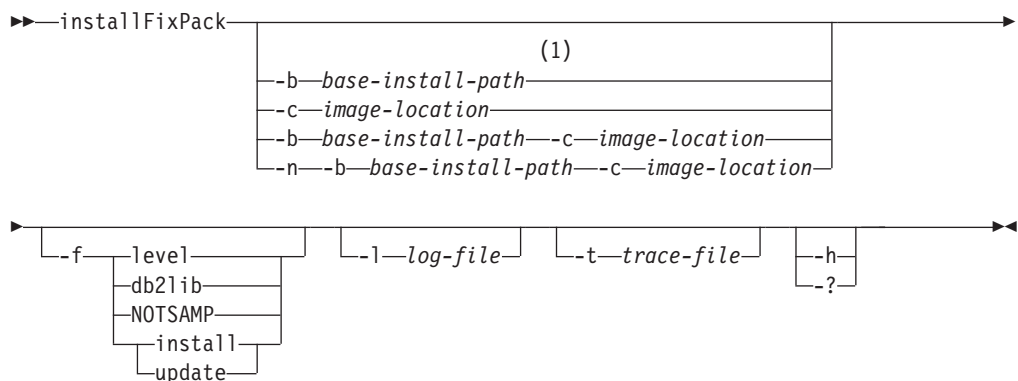 installFixPack
(1)
-b base-install-path
-c image-location
-b base-install-path -c image-location
-n -b base-install-path -c image-location
-f level -l log-file -t trace-file -h
db2lib -?
NOTSAMP
install
update